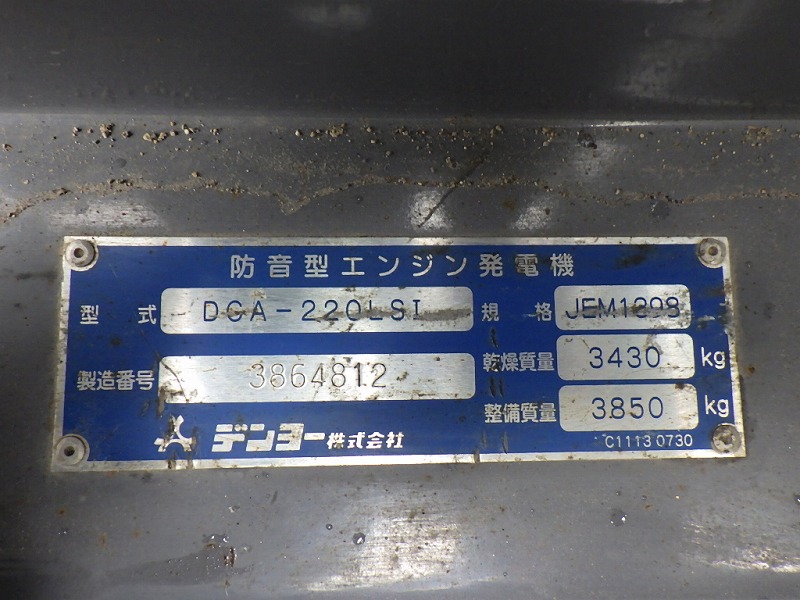 防音型エンジン発電機
型 式 DCA-220LSI 規 格 JEM1398
製造番号 3864812 乾燥質量 3430 kg
整備質量 3850 kg
デンヨー株式会社 C1113 0730